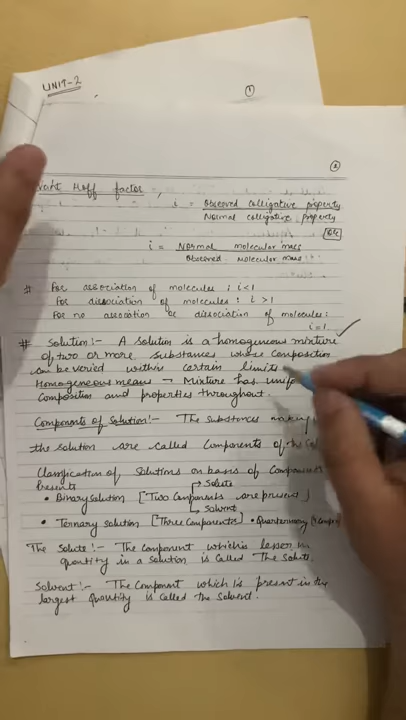 UNIT-2
①
②
Hoff factor,
i = Observed colligative property
Normal colligative property
OR
i = Normal molecular mass
Observed molecular mass
# For association of molecules : i<1
For dissociation of molecules : i >1
For no association or dissociation of molecules:
i=1
# Solution:- A solution is a homogeneous mixture
of two or more substances whose composition
can be varied within certain limits.
Homogeneous means → Mixture has
composition and properties throughout.
Components of Solution:- The substances making
the solution are called components of the
Classification of solutions on basis of Components
Presents
→ Solute
• Binary solution [Two Components are present]
→ Solvent
• Ternary solution [Three Components] • Quarternary
The Solute:- The component which is lesser in
quantity in a solution is called The Solute
Solvent:- The Component which is present in the
largest quantity is called the solvent.